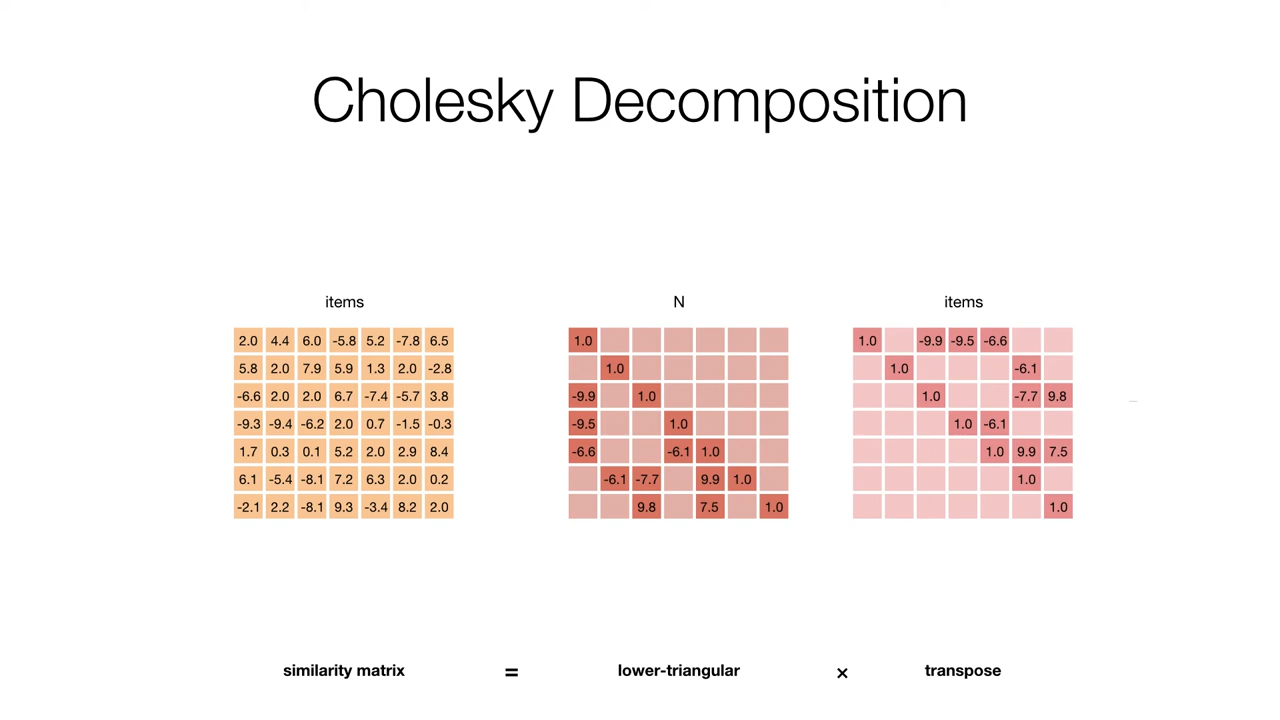 Cholesky Decomposition
items N items
2.0 4.4 6.0 -5.8 5.2 -7.8 6.5
5.8 2.0 7.9 5.9 1.3 2.0 -2.8
-6.6 2.0 2.0 6.7 -7.4 -5.7 3.8
-9.3 -9.4 -6.2 2.0 0.7 -1.5 -0.3
1.7 0.3 0.1 5.2 2.0 2.9 8.4
6.1 -5.4 -8.1 7.2 6.3 2.0 0.2
-2.1 2.2 -8.1 9.3 -3.4 8.2 2.0
1.0
1.0
-9.9 1.0
-9.5 1.0
-6.6 -6.1 1.0
-6.1 -7.7 9.9 1.0
9.8 7.5 1.0
1.0 -9.9 -9.5 -6.6
1.0 -6.1
1.0 -7.7 9.8
1.0 -6.1
1.0 9.9 7.5
1.0
1.0
similarity matrix = lower-triangular × transpose